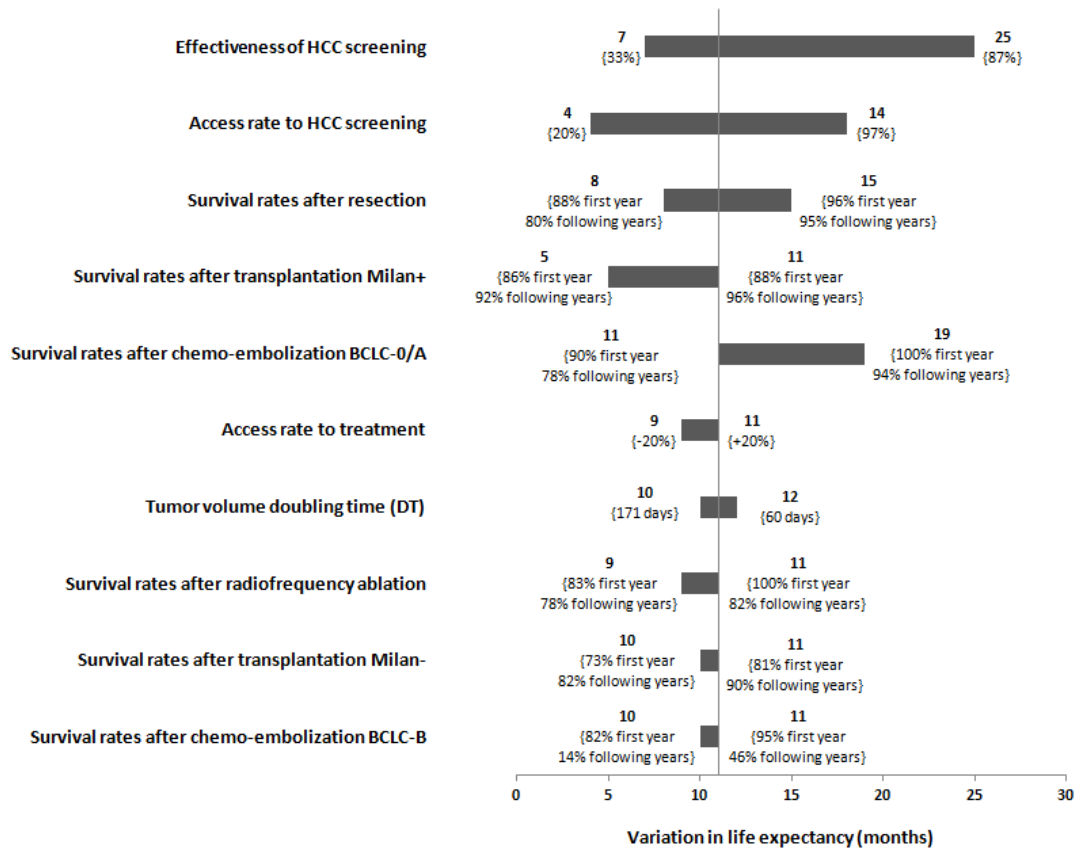 Effectiveness of HCC screening
7
{33%}
25
{87%}
Access rate to HCC screening
4
{20%}
14
{97%}
Survival rates after resection
8
{88% first year
80% following years}
15
{96% first year
95% following years}
Survival rates after transplantation Milan+
5
{86% first year
92% following years}
11
{88% first year
96% following years}
Survival rates after chemo-embolization BCLC-0/A
11
{90% first year
78% following years}
19
{100% first year
94% following years}
Access rate to treatment
9
{-20%}
11
{+20%}
Tumor volume doubling time (DT)
10
{171 days}
12
{60 days}
Survival rates after radiofrequency ablation
9
{83% first year
78% following years}
11
{100% first year
82% following years}
Survival rates after transplantation Milan-
10
{73% first year
82% following years}
11
{81% first year
90% following years}
Survival rates after chemo-embolization BCLC-B
10
{82% first year
14% following years}
11
{95% first year
46% following years}
0 5 10 15 20 25 30
Variation in life expectancy (months)